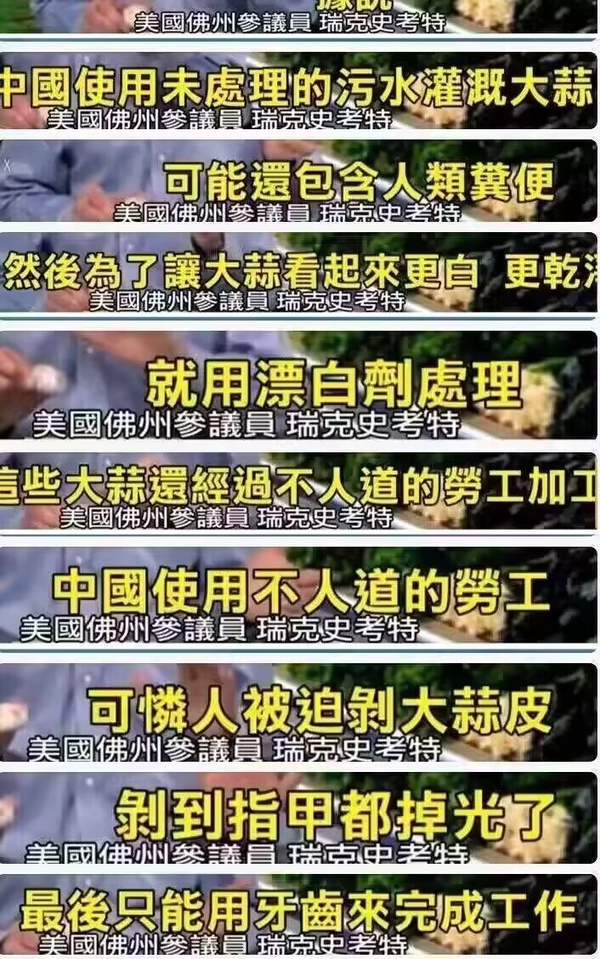 據說
美國佛州參議員 瑞克史考特
中國使用未處理的污水灌溉大蒜
美國佛州參議員 瑞克史考特
X
可能還包含人類糞便
美國佛州參議員 瑞克史考特
然後為了讓大蒜看起來更白 更乾淨
美國佛州參議員 瑞克史考特
就用漂白劑處理
美國佛州參議員 瑞克史考特
這些大蒜還經過不人道的勞工加工
美國佛州參議員 瑞克史考特
中國使用不人道的勞工
美國佛州參議員 瑞克史考特
可憐人被迫剝大蒜皮
美國佛州參議員 瑞克史考特
剝到指甲都掉光了
美國佛州參議員 瑞克史考特
最後只能用牙齒來完成工作
美國佛州參議員 瑞克史考特